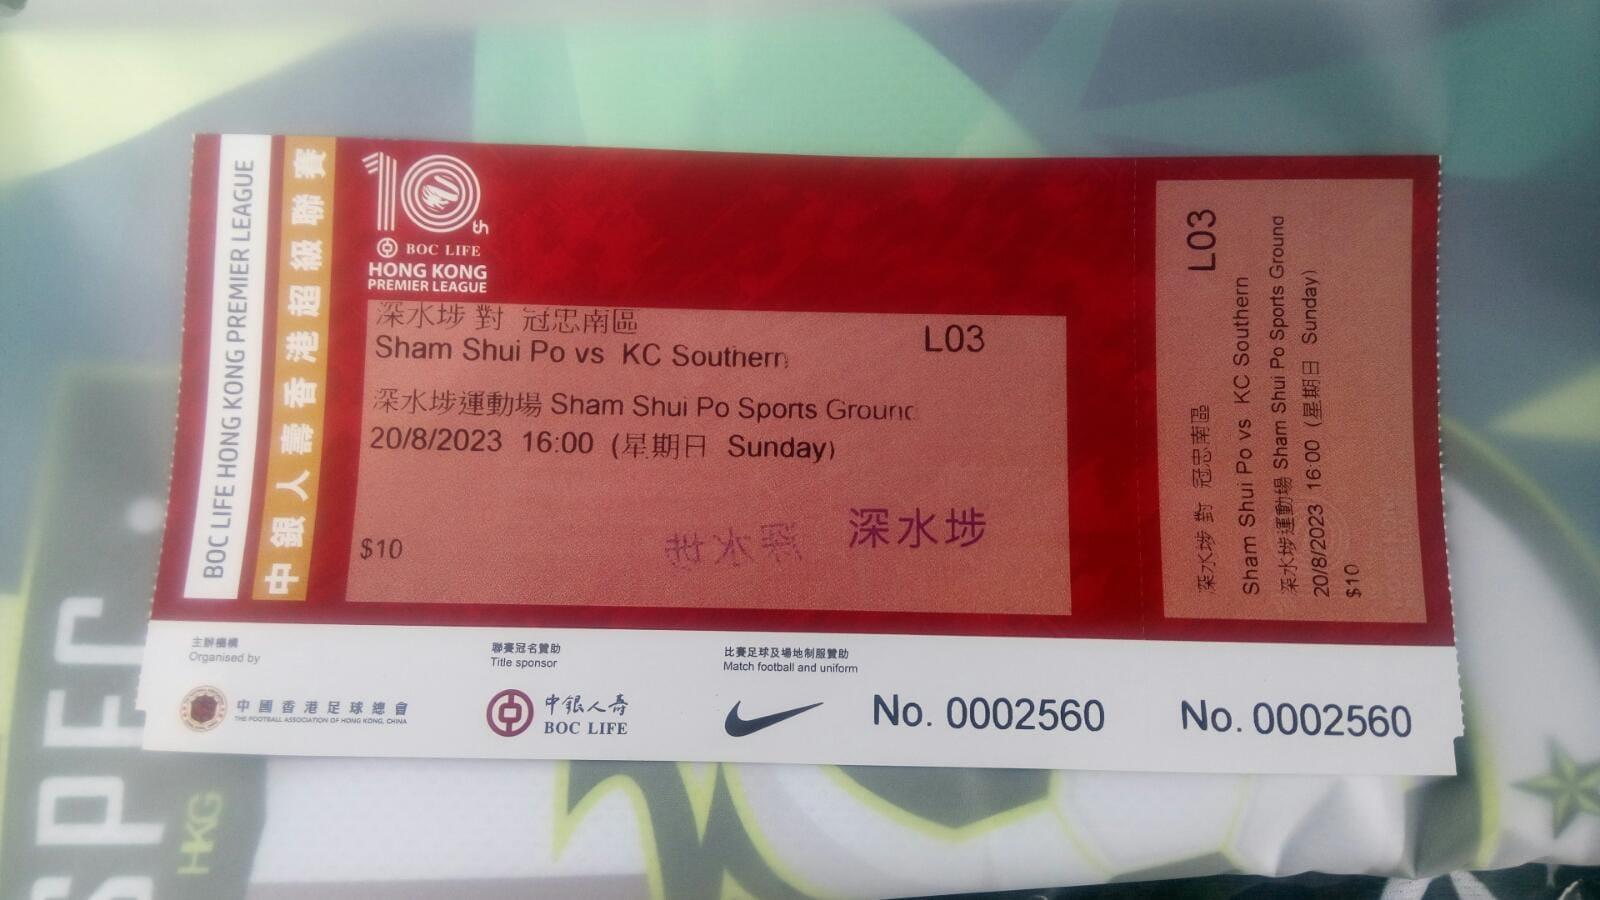 BOC LIFE HONG KONG PREMIER LEAGUE
中銀人壽香港超級聯賽
10th
BOC LIFE
HONG KONG
PREMIER LEAGUE
深水埗 對 冠忠南區
Sham Shui Po vs KC Southern
L03
深水埗運動場 Sham Shui Po Sports Ground
20/8/2023 16:00 (星期日 Sunday)
$10
深水埗
深水埗
L03
深水埗 對 冠忠南區
Sham Shui Po vs KC Southern
深水埗運動場 Sham Shui Po Sports Ground
20/8/2023 16:00 (星期日 Sunday)
$10
主辦機構
Organised by
中國香港足球總會
THE FOOTBALL ASSOCIATION OF HONG KONG, CHINA
聯賽冠名贊助
Title sponsor
中銀人壽
BOC LIFE
比賽足球及場地制服贊助
Match football and uniform
No. 0002560
No. 0002560
SPEC
HKG